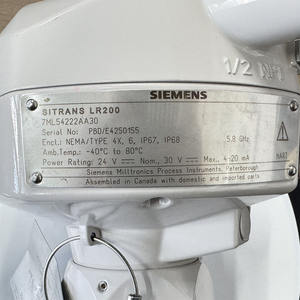 1/2 NPT
SIEMENS
SITRANS LR200
7ML54222AA30
Serial No: PBD/E4250155
Encl.: NEMA/TYPE 4X, 6, IP67, IP68 5.8 GHz
Amb.Temp.: -40°C to 80°C
Power Rating: 24 V ⎓ Nom., 30 V ⎓ Max., 4-20 mA HART
Siemens Milltronics Process Instruments, Peterborough
Assembled in Canada with domestic and imported parts